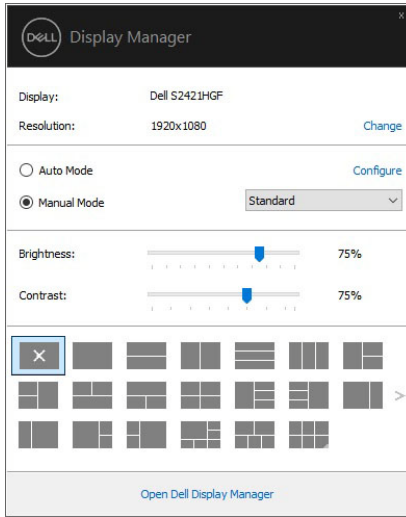 x
DELL Display Manager
Display: Dell S2421HGF
Resolution: 1920x1080 Change
Auto Mode Configure
Manual Mode Standard
Brightness: 75%
Contrast: 75%
Open Dell Display Manager